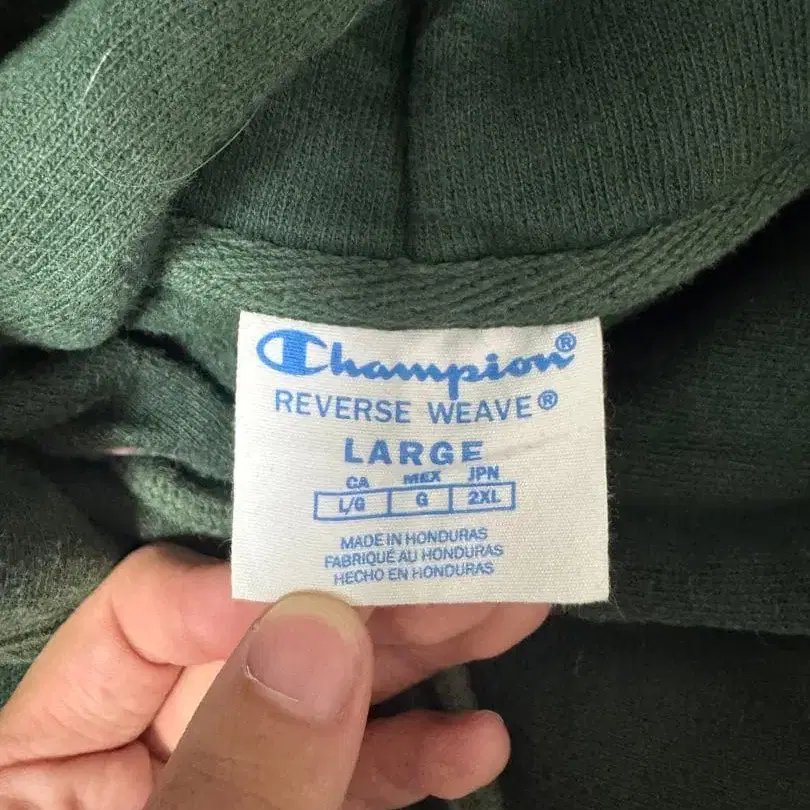 Champion®
REVERSE WEAVE®
LARGE
CA MEX JPN
L/G G 2XL
MADE IN HONDURAS
FABRIQUÉ AU HONDURAS
HECHO EN HONDURAS